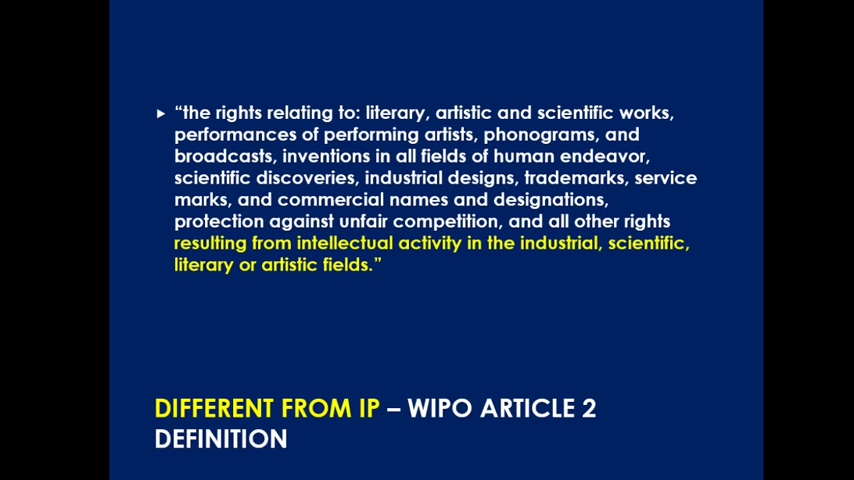 “the rights relating to: literary, artistic and scientific works,
performances of performing artists, phonograms, and
broadcasts, inventions in all fields of human endeavor,
scientific discoveries, industrial designs, trademarks, service
marks, and commercial names and designations,
protection against unfair competition, and all other rights
resulting from intellectual activity in the industrial, scientific,
literary or artistic fields.”
DIFFERENT FROM IP – WIPO ARTICLE 2
DEFINITION